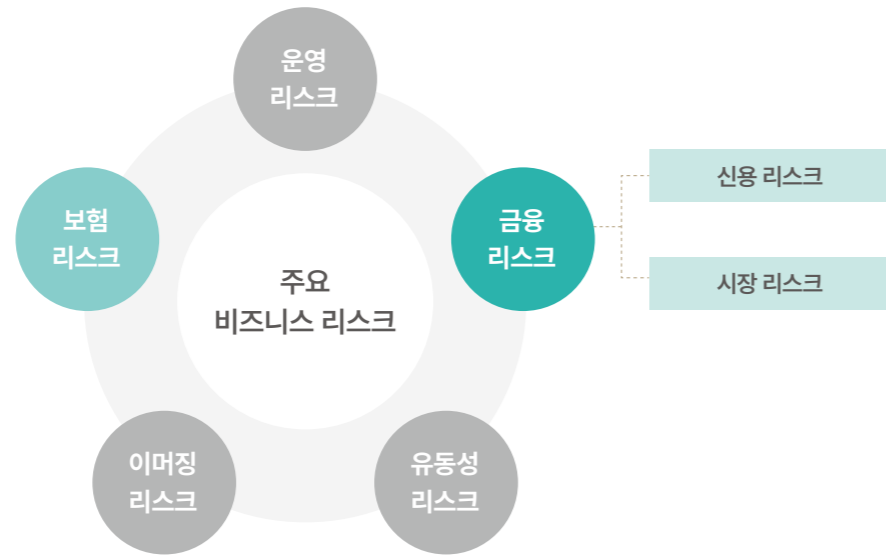 운영
리스크
보험
리스크
금융
리스크
신용 리스크
시장 리스크
주요
비즈니스 리스크
이머징
리스크
유동성
리스크